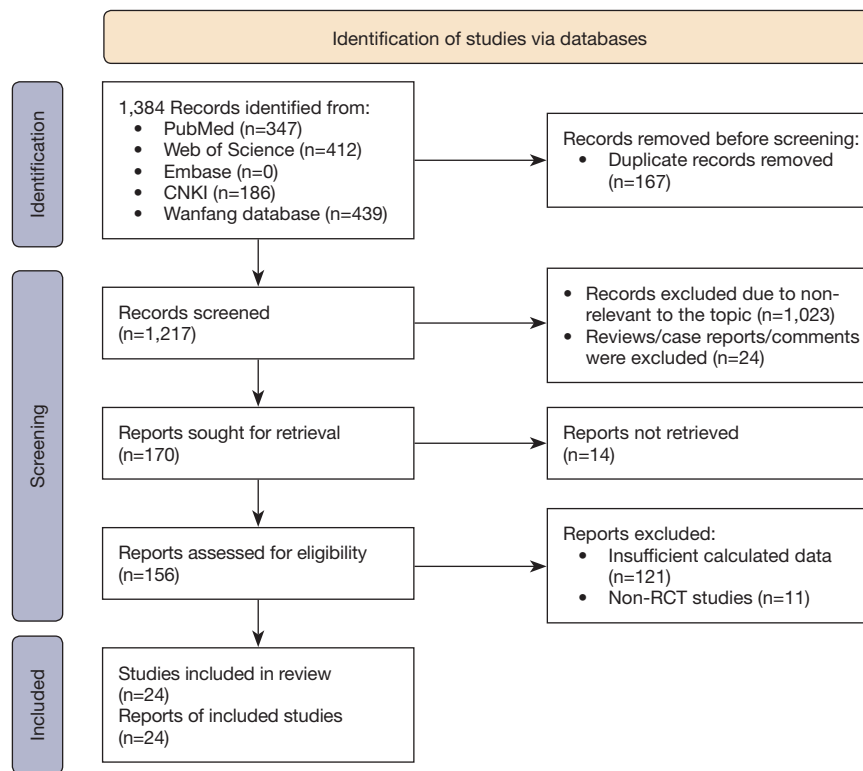 Identification of studies via databases
Identification
1,384 Records identified from:
• PubMed (n=347)
• Web of Science (n=412)
• Embase (n=0)
• CNKI (n=186)
• Wanfang database (n=439)
Records removed before screening:
• Duplicate records removed
(n=167)
Screening
Records screened
(n=1,217)
• Records excluded due to non-
relevant to the topic (n=1,023)
• Reviews/case reports/comments
were excluded (n=24)
Reports sought for retrieval
(n=170)
Reports not retrieved
(n=14)
Reports assessed for eligibility
(n=156)
Reports excluded:
• Insufficient calculated data
(n=121)
• Non-RCT studies (n=11)
Included
Studies included in review
(n=24)
Reports of included studies
(n=24)